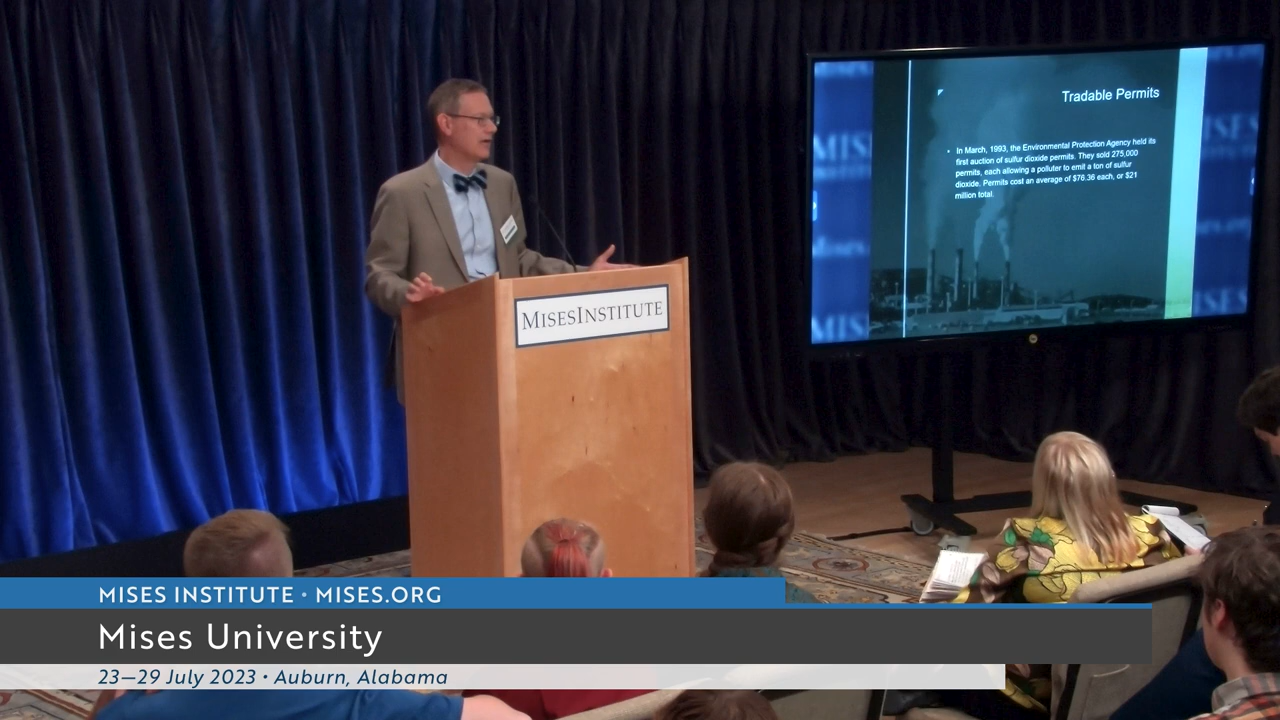 Tradable Permits
In March, 1993, the Environmental Protection Agency held its
first auction of sulfur dioxide permits. They sold 275,000
permits, each allowing a polluter to emit a ton of sulfur
dioxide. Permits cost an average of $76.36 each, or $21
million total.
MISES
MISESINSTITUTE
MISES INSTITUTE • MISES.ORG
Mises University
23—29 July 2023 • Auburn, Alabama